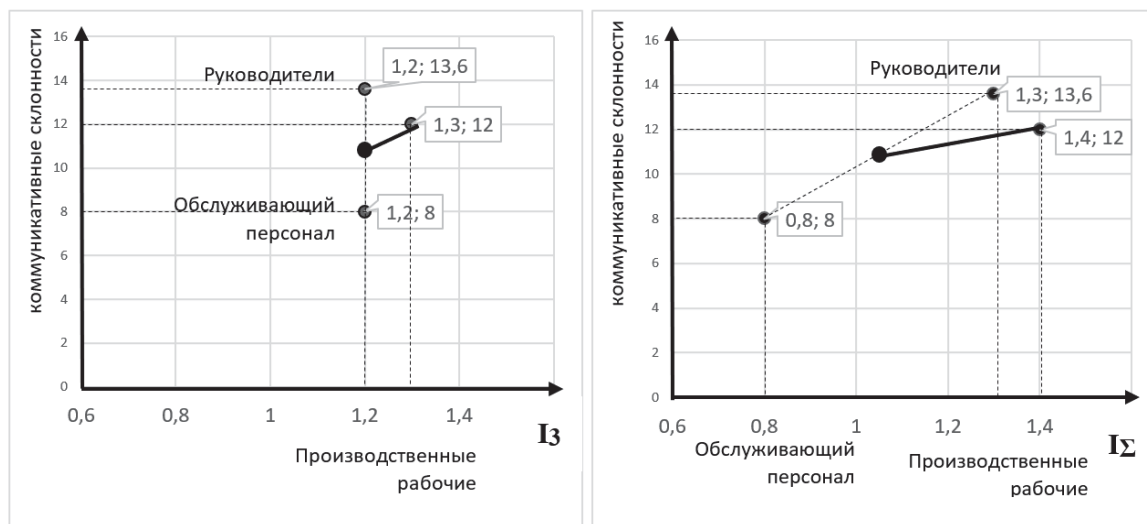 коммуникативные склонности
16
14
12
10
8
6
4
2
0
Руководители
1,2; 13,6
1,3; 12
Обслуживающий
персонал
1,2; 8
0,6
0,8
1
1,2
1,4
I3
Производственные
рабочие
коммуникативные склонности
16
14
12
10
8
6
4
2
0
Руководители
1,3; 13,6
1,4; 12
0,8; 8
0,6
0,8
1
1,2
1,4
IΣ
Обслуживающий
персонал
Производственные
рабочие